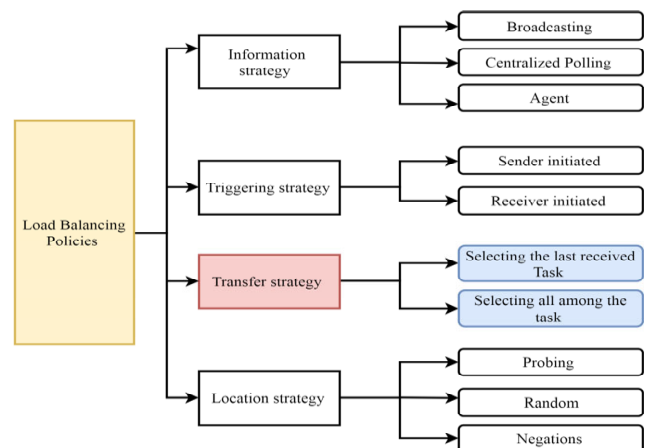 Load Balancing
Policies
Information
strategy
Broadcasting
Centralized Polling
Agent
Triggering strategy
Sender initiated
Receiver initiated
Transfer strategy
Selecting the last received
Task
Selecting all among the
task
Location strategy
Probing
Random
Negations